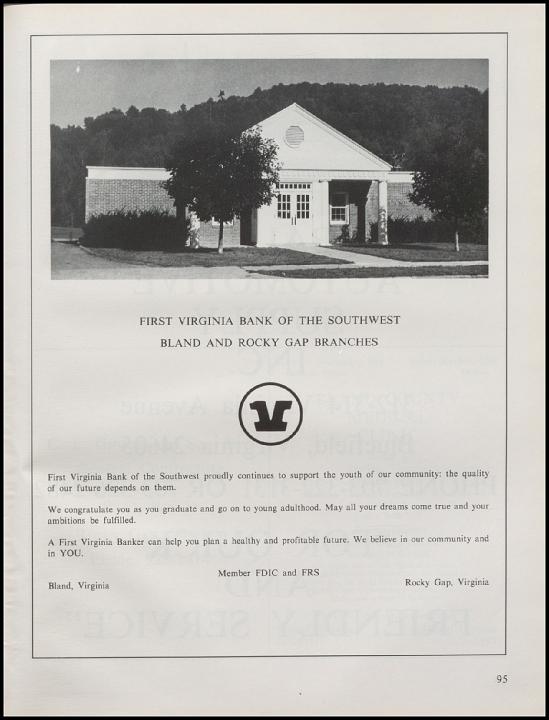 FIRST VIRGINIA BANK OF THE SOUTHWEST
BLAND AND ROCKY GAP BRANCHES
First Virginia Bank of the Southwest proudly continues to support the youth of our community: the quality
of our future depends on them.
We congratulate you as you graduate and go on to young adulthood. May all your dreams come true and your
ambitions be fulfilled.
A First Virginia Banker can help you plan a healthy and profitable future. We believe in our community and
in YOU.
Member FDIC and FRS
Bland, Virginia
Rocky Gap, Virginia
95